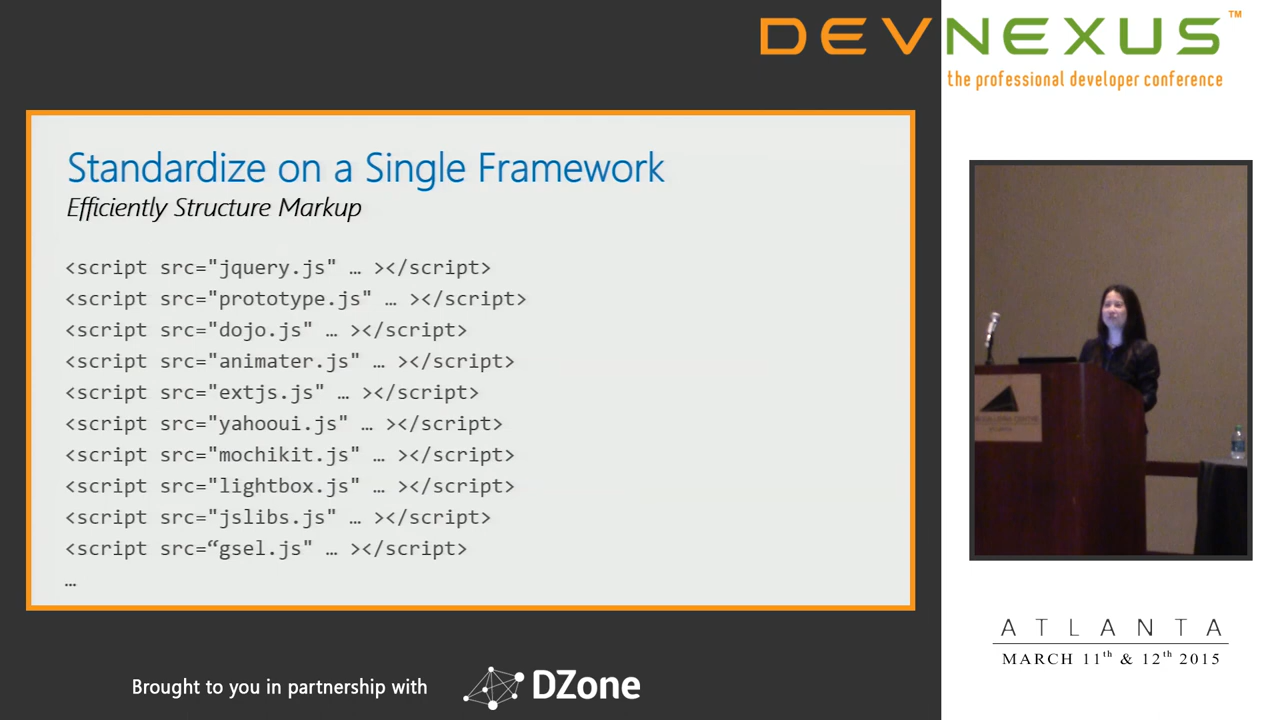 DEVNEXUS™
the professional developer conference
Standardize on a Single Framework
Efficiently Structure Markup
<script src="jquery.js" … ></script>
<script src="prototype.js" … ></script>
<script src="dojo.js" … ></script>
<script src="animater.js" … ></script>
<script src="extjs.js" … ></script>
<script src="yahooui.js" … ></script>
<script src="mochikit.js" … ></script>
<script src="lightbox.js" … ></script>
<script src="jslibs.js" … ></script>
<script src=“gsel.js" … ></script>
…
ATLANTA
MARCH 11th & 12th 2015
Brought to you in partnership with
DZone